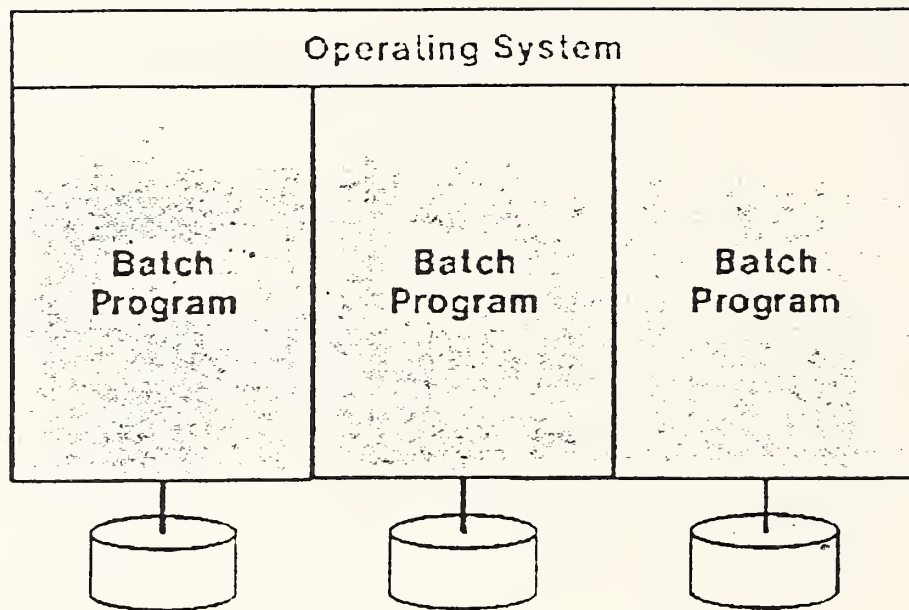 Operating System
Batch
Program
Batch
Program
Batch
Program